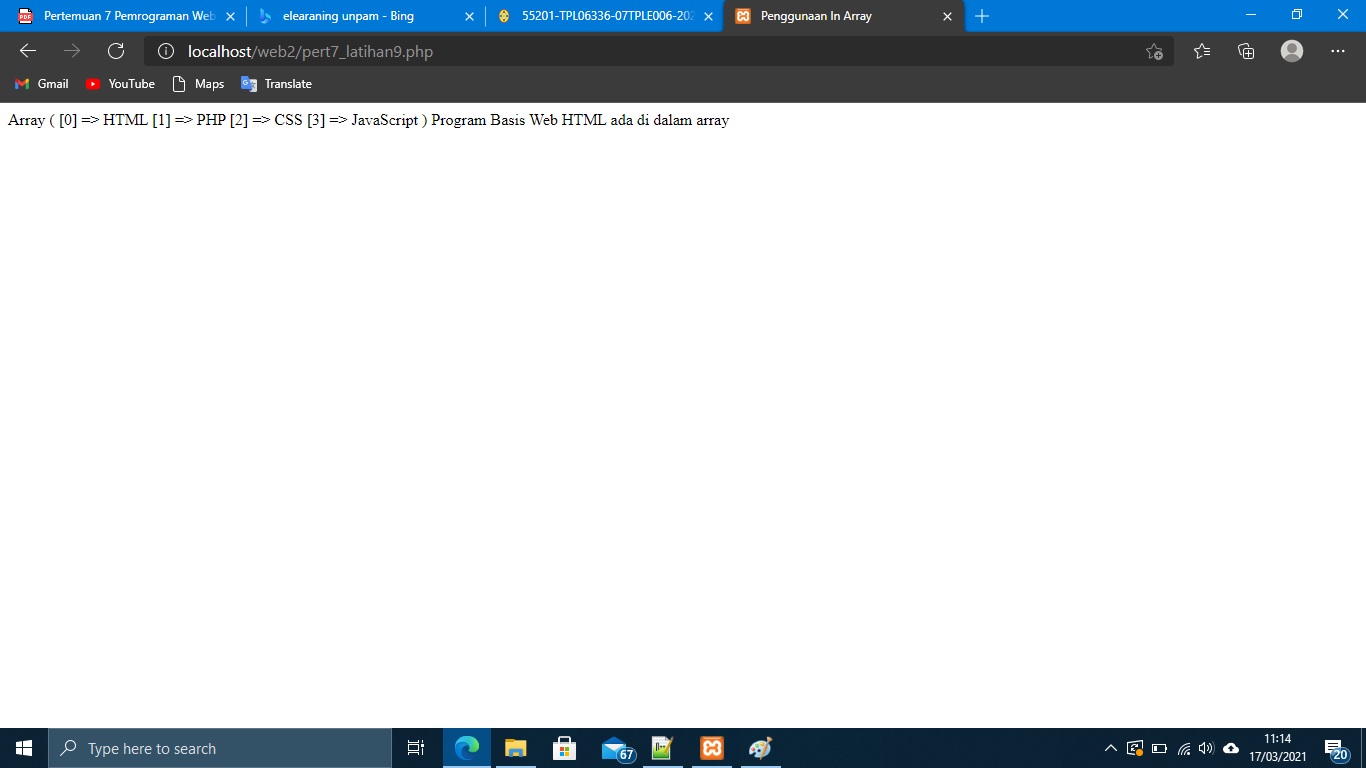 Pertemuan 7 Pemrograman Web
elearaning unpam - Bing
55201-TPL06336-07TPLE006-202
Penggunaan In Array
localhost/web2/pert7_latihan9.php
Gmail YouTube Maps Translate
Array ( [0] => HTML [1] => PHP [2] => CSS [3] => JavaScript ) Program Basis Web HTML ada di dalam array
Type here to search
67
11:14
17/03/2021
20